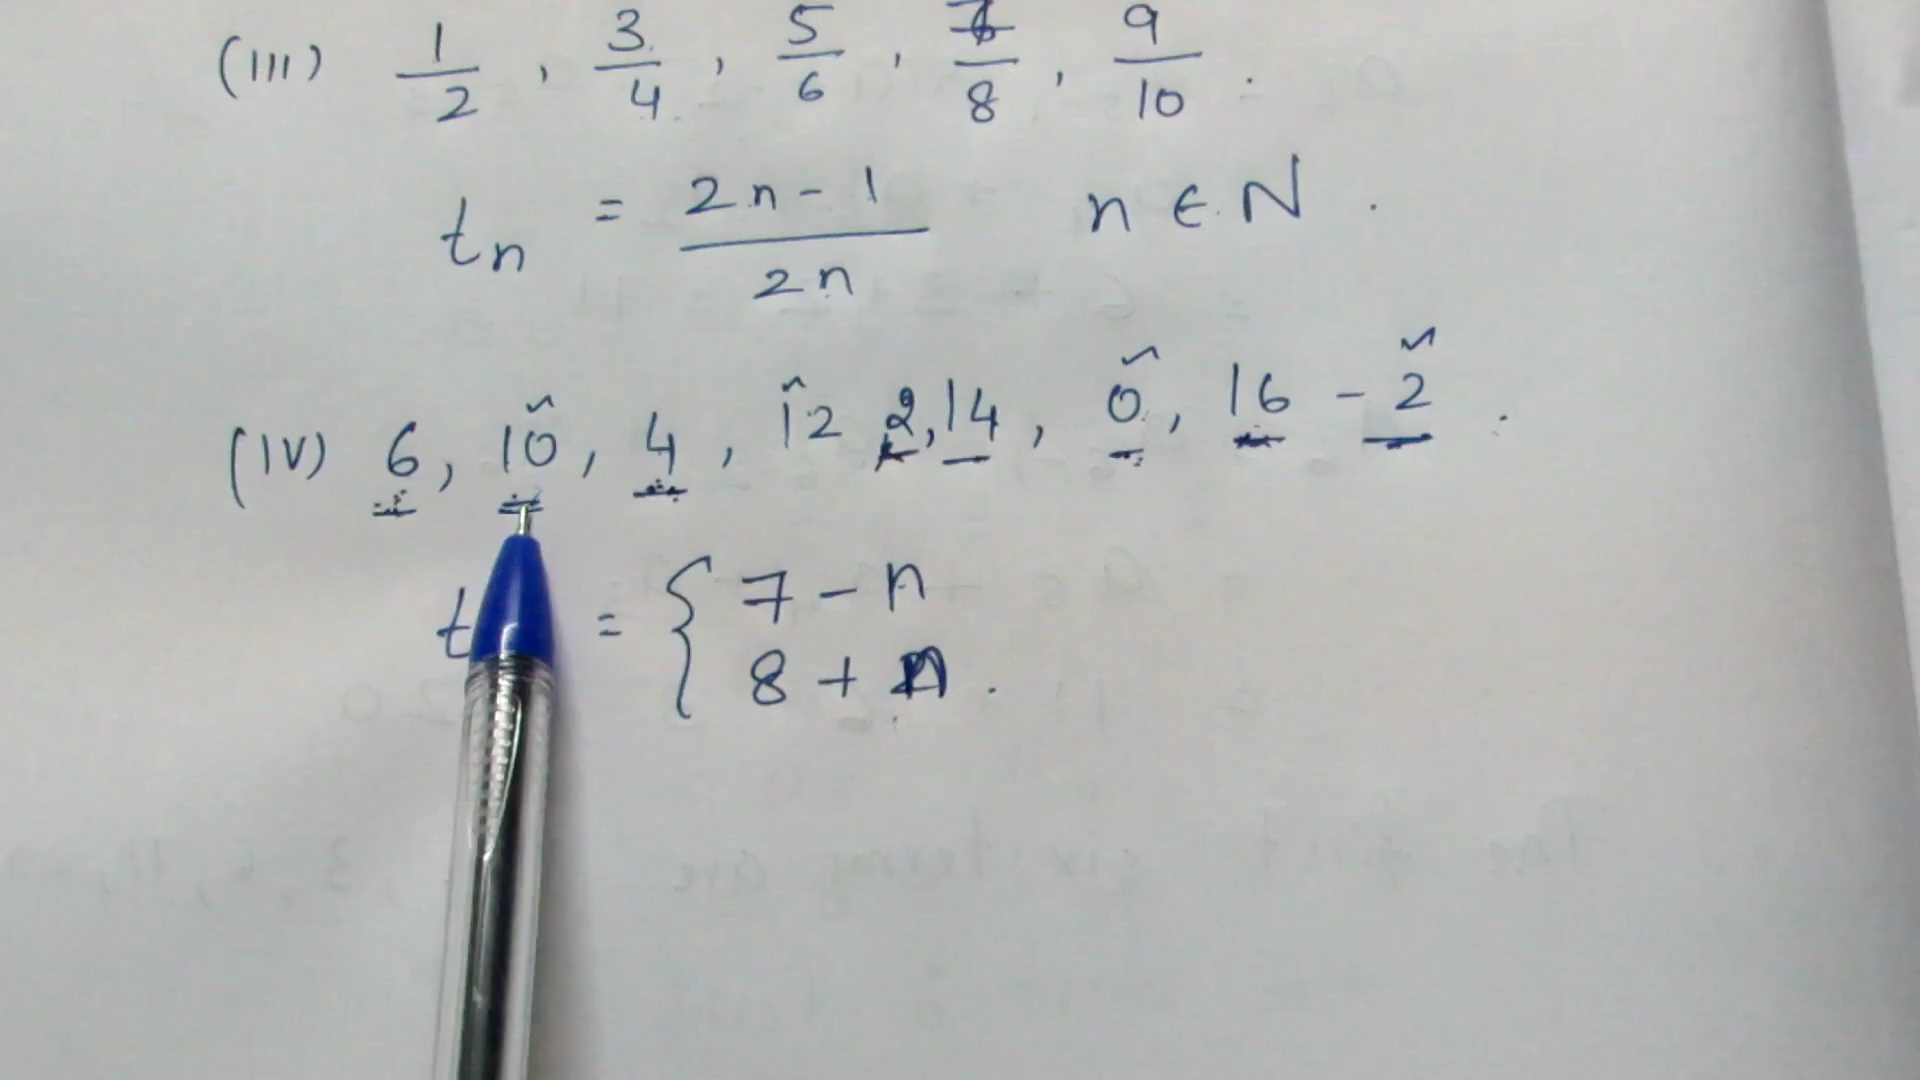 (III) 1/2 , 3/4 , 5/6 , 7/8 , 9/10 .
tn = 2n-1/2n n ∈ N .
(IV) 6, 10, 4, 12 2, 14, 0, 16 - 2 .
t = { 7 - n
8 + n .